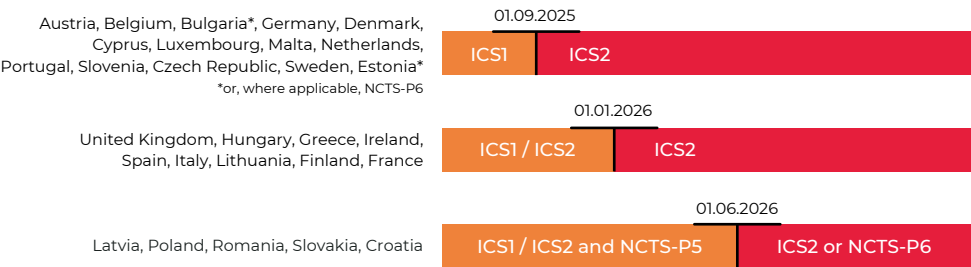 01.09.2025
Austria, Belgium, Bulgaria*, Germany, Denmark,
Cyprus, Luxembourg, Malta, Netherlands,
Portugal, Slovenia, Czech Republic, Sweden, Estonia*
*or, where applicable, NCTS-P6
ICS1
ICS2
01.01.2026
United Kingdom, Hungary, Greece, Ireland,
Spain, Italy, Lithuania, Finland, France
ICS1 / ICS2
ICS2
01.06.2026
Latvia, Poland, Romania, Slovakia, Croatia
ICS1 / ICS2 and NCTS-P5
ICS2 or NCTS-P6